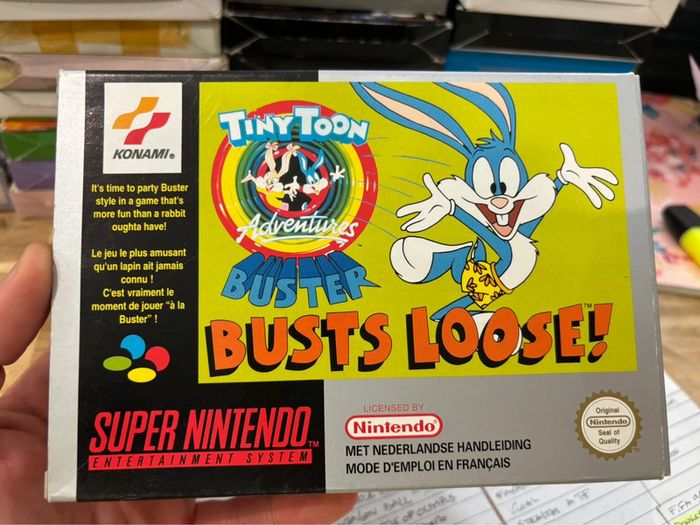 KONAMI®
It's time to party Buster
style in a game that's
more fun than a rabbit
oughta have!
Le jeu le plus amusant
qu'un lapin ait jamais
connu !
C'est vraiment le
moment de jouer "à la
Buster" !
TINY TOON
Adventures™
BUSTER
BUSTS LOOSE!™
SUPER NINTENDO™
ENTERTAINMENT SYSTEM
LICENSED BY
Nintendo®
MET NEDERLANDSE HANDLEIDING
MODE D'EMPLOI EN FRANÇAIS
Original
Nintendo
Seal of
Quality